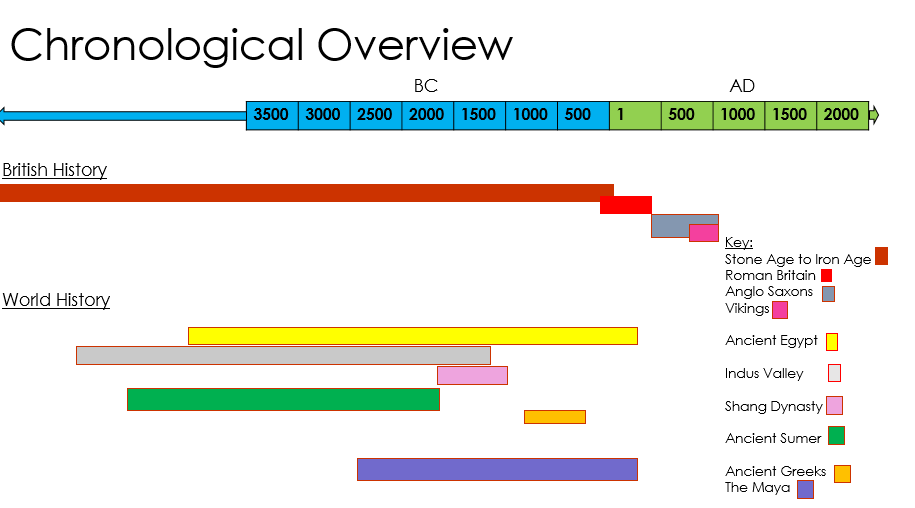 Chronological Overview
BC
AD
3500 3000 2500 2000 1500 1000 500 1 500 1000 1500 2000
British History
Key:
Stone Age to Iron Age
Roman Britain
Anglo Saxons
Vikings
World History
Ancient Egypt
Indus Valley
Shang Dynasty
Ancient Sumer
Ancient Greeks
The Maya